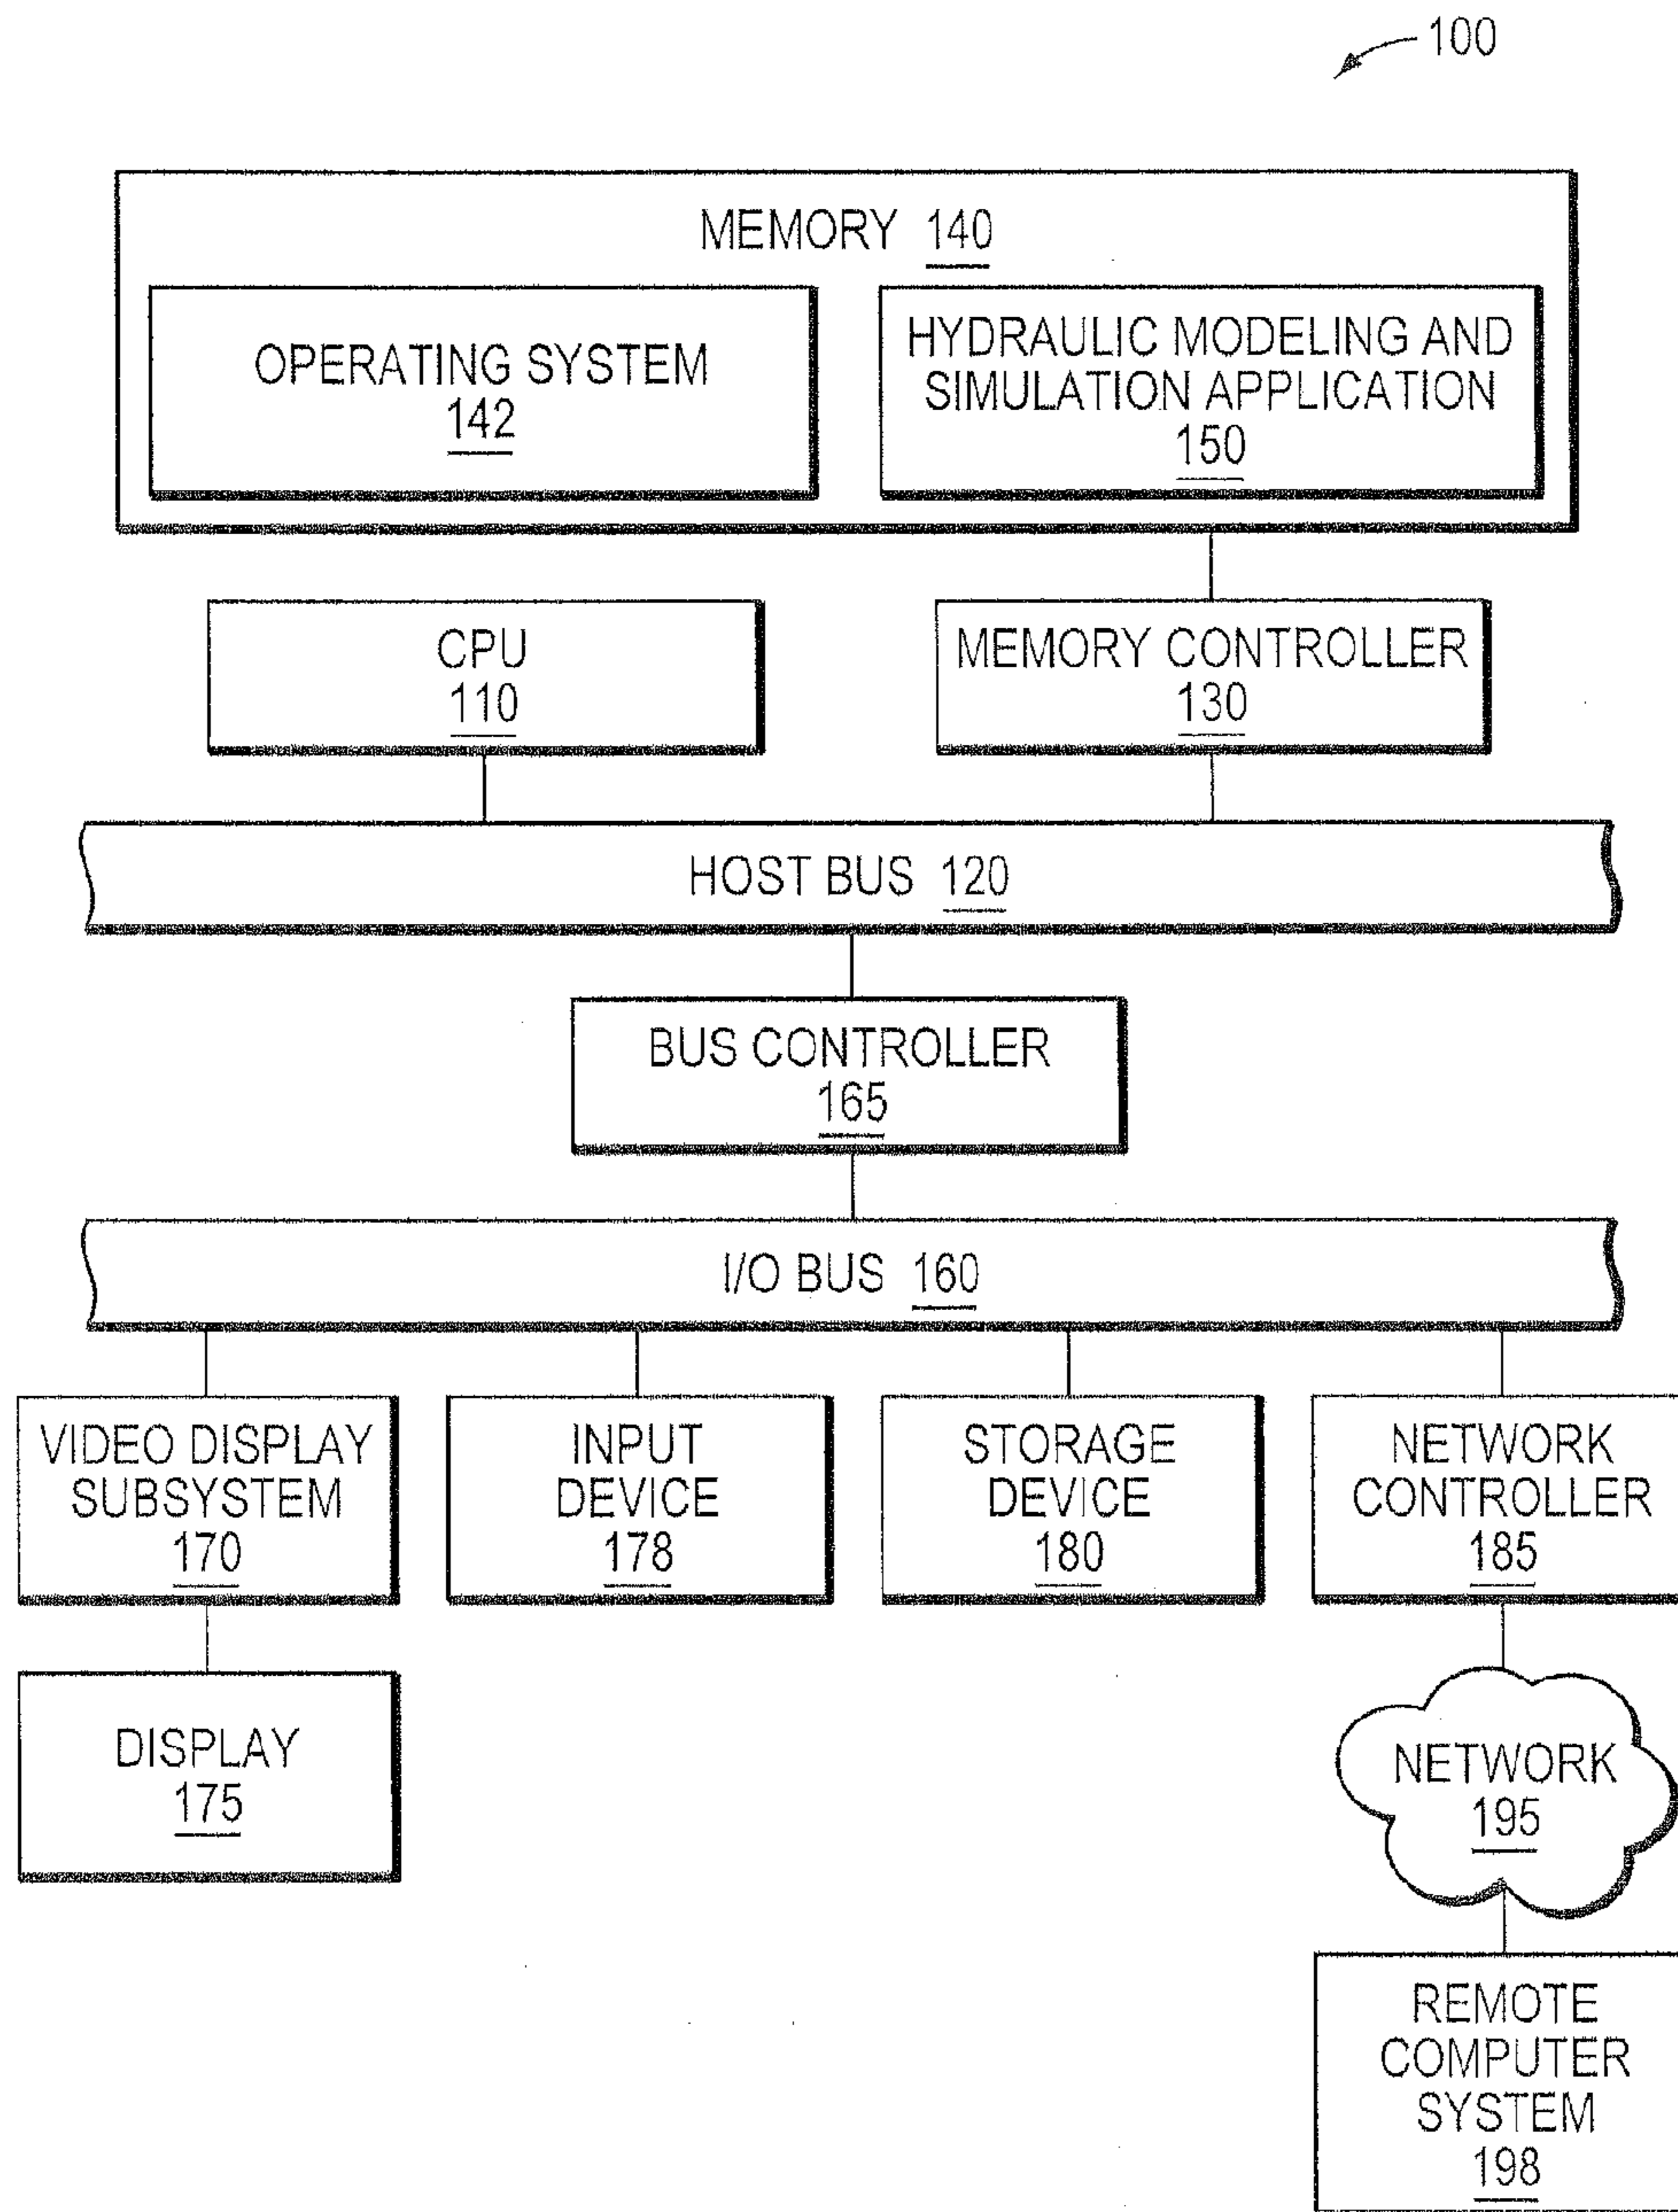 100
MEMORY 140
OPERATING SYSTEM
142
HYDRAULIC MODELING AND
SIMULATION APPLICATION
150
CPU
110
MEMORY CONTROLLER
130
HOST BUS 120
BUS CONTROLLER
165
I/O BUS 160
VIDEO DISPLAY
SUBSYSTEM
170
INPUT
DEVICE
178
STORAGE
DEVICE
180
NETWORK
CONTROLLER
185
DISPLAY
175
NETWORK
195
REMOTE
COMPUTER
SYSTEM
198